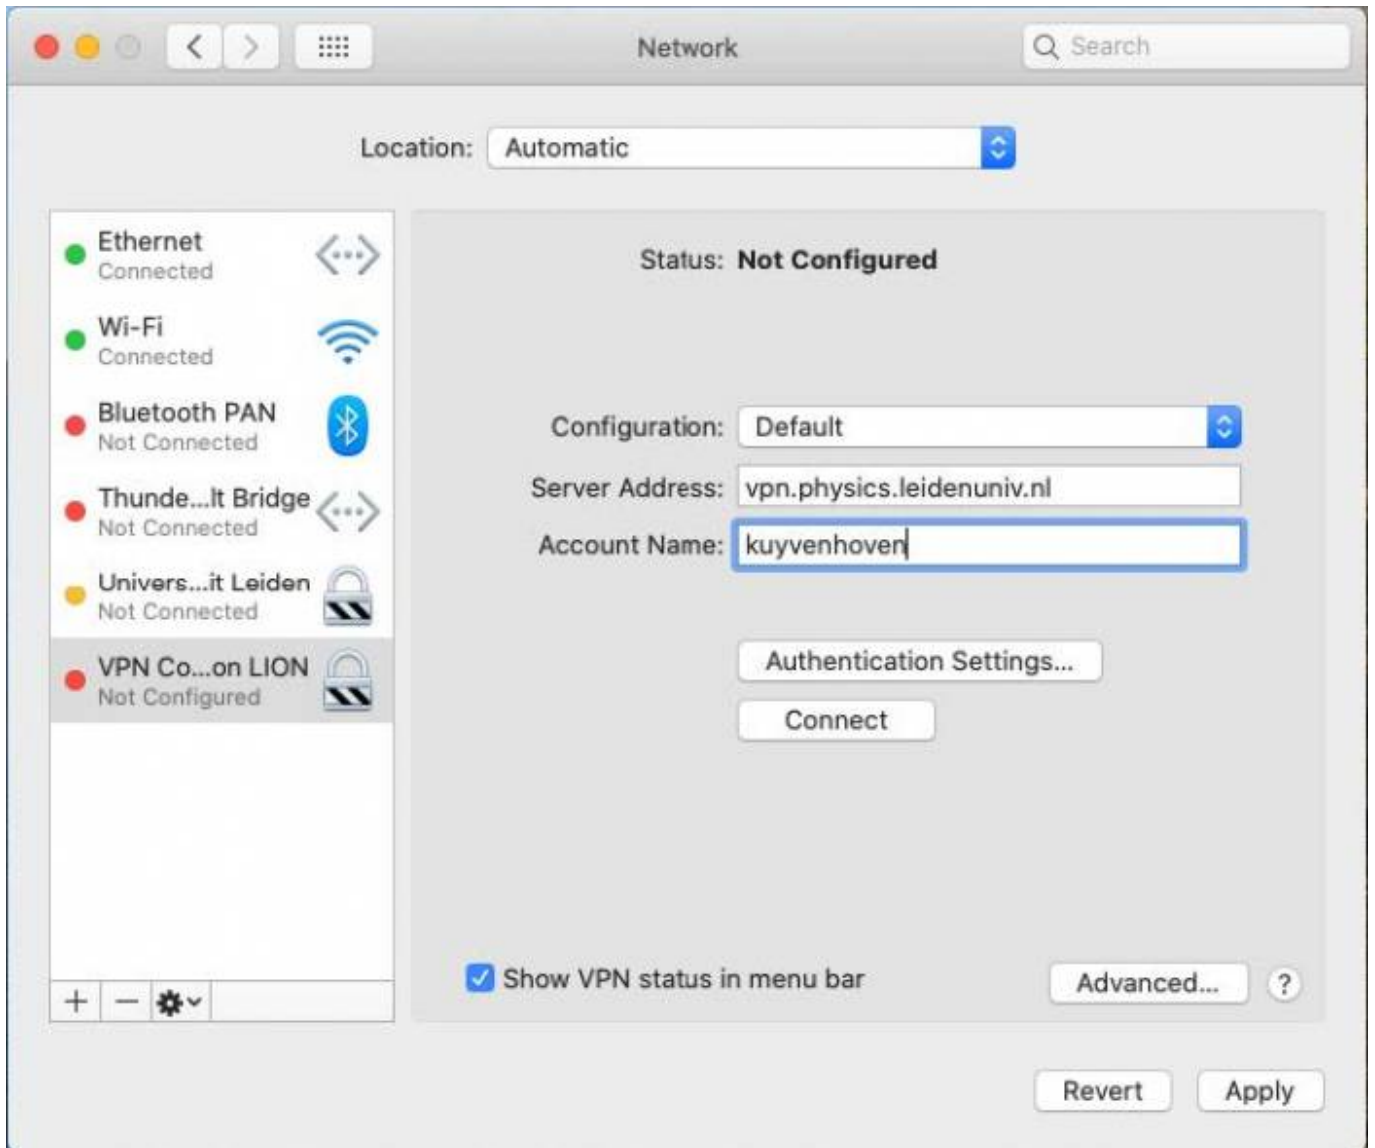 Network
Search
Location: Automatic
Ethernet
Connected
Wi-Fi
Connected
Bluetooth PAN
Not Connected
Thunde...lt Bridge
Not Connected
Univers...it Leiden
Not Connected
VPN Co...on LION
Not Configured
Status: Not Configured
Configuration: Default
Server Address: vpn.physics.leidenuniv.nl
Account Name: kuyvenhoven
Authentication Settings...
Connect
Show VPN status in menu bar
Advanced... ?
Revert Apply